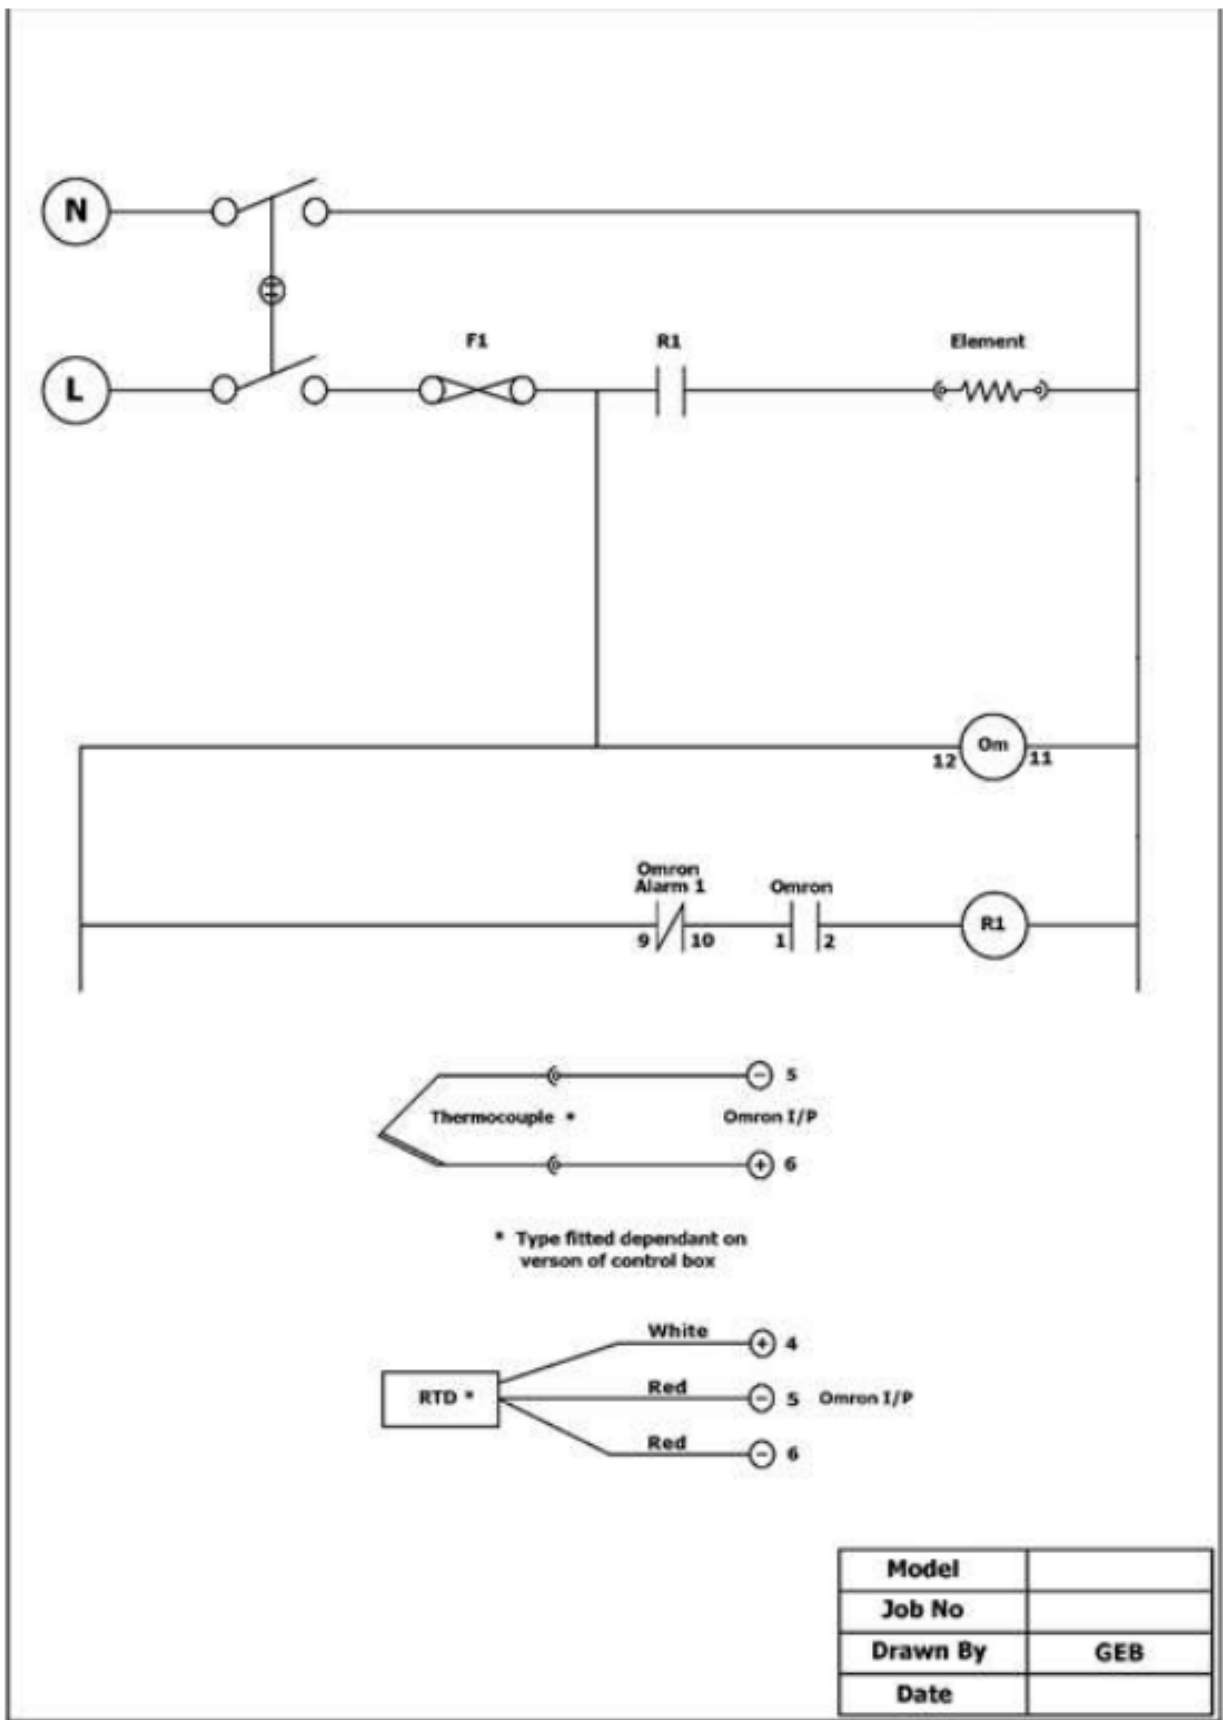 N
F1
R1
Element
L
Om
12
11
Omron
Alarm 1
Omron
R1
9
10
1
2
5
Thermocouple *
Omron I/P
6
* Type fitted dependant on
verson of control box
White
4
RTD *
Red
5
Omron I/P
Red
6
Model
Job No
Drawn By GEB
Date